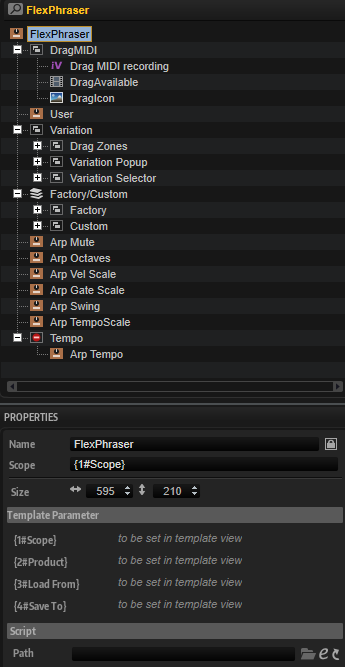 FlexPhraser
FlexPhraser
DragMIDI
iV Drag MIDI recording
DragAvailable
DragIcon
User
Variation
Drag Zones
Variation Popup
Variation Selector
Factory/Custom
Factory
Custom
Arp Mute
Arp Octaves
Arp Vel Scale
Arp Gate Scale
Arp Swing
Arp TempoScale
Tempo
Arp Tempo
PROPERTIES
Name FlexPhraser
Scope {1#Scope}
Size 595 210
Template Parameter
{1#Scope} to be set in template view
{2#Product} to be set in template view
{3#Load From} to be set in template view
{4#Save To} to be set in template view
Script
Path e